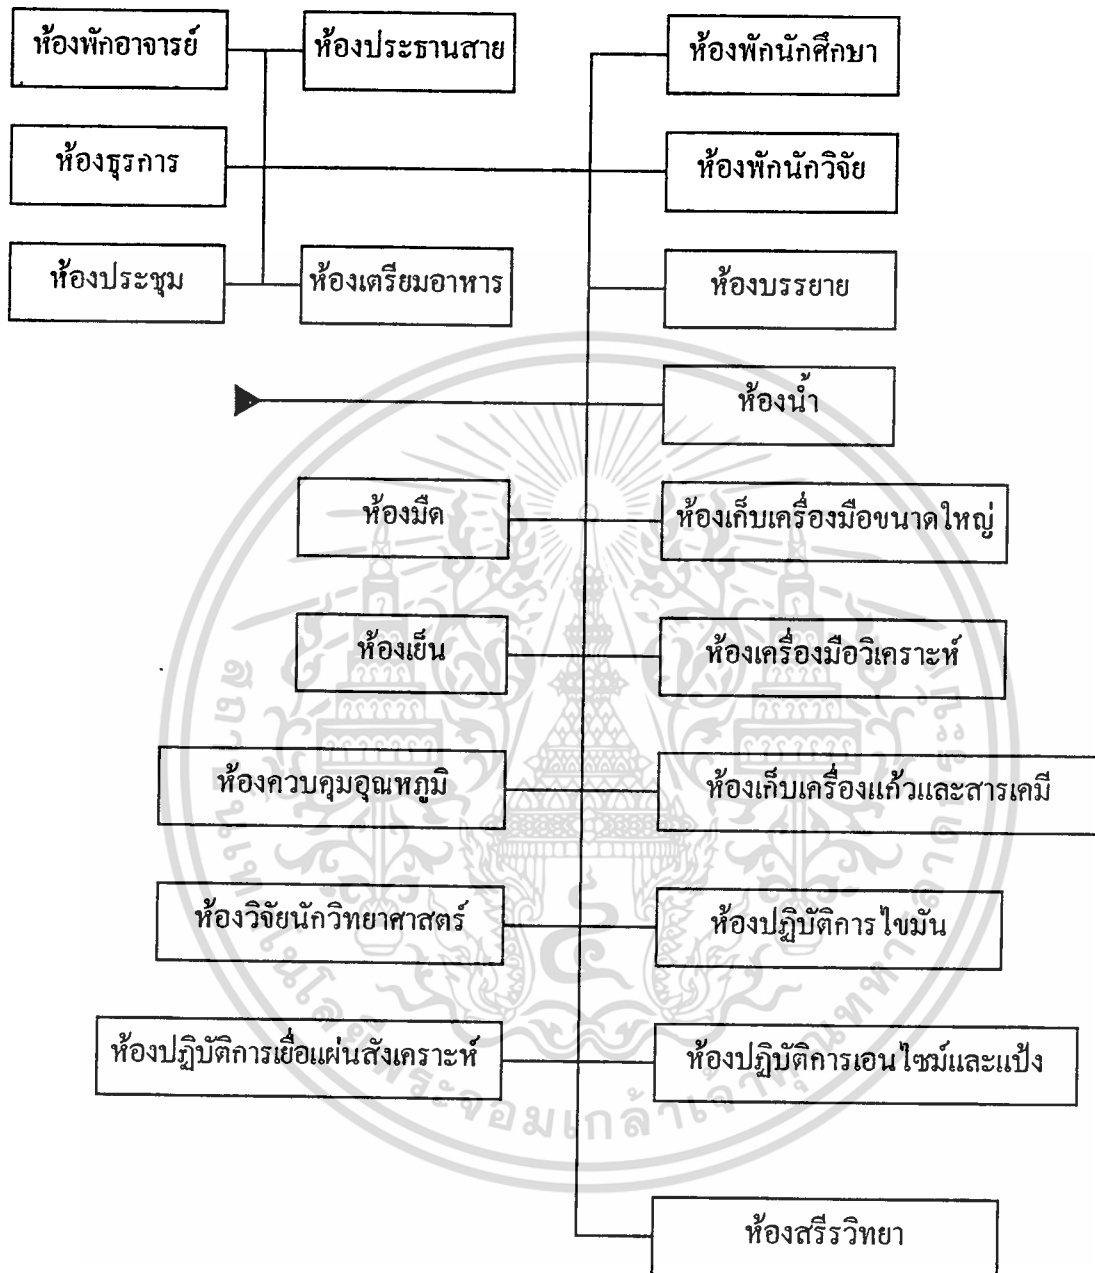 ห้องพักอาจารย์
ห้องประธานสาย
ห้องพักนักศึกษา
ห้องธุรการ
ห้องพักนักวิจัย
ห้องประชุม
ห้องเตรียมอาหาร
ห้องบรรยาย
ห้องน้ำ
ห้องมืด
ห้องเก็บเครื่องมือขนาดใหญ่
ห้องเย็น
ห้องเครื่องมือวิเคราะห์
ห้องควบคุมอุณหภูมิ
ห้องเก็บเครื่องแก้วและสารเคมี
ห้องวิจัยนักวิทยาศาสตร์
ห้องปฏิบัติการไขมัน
ห้องปฏิบัติการเยื่อแผ่นสังเคราะห์
ห้องปฏิบัติการเอนไซม์และแป้ง
ห้องสรีรวิทยา